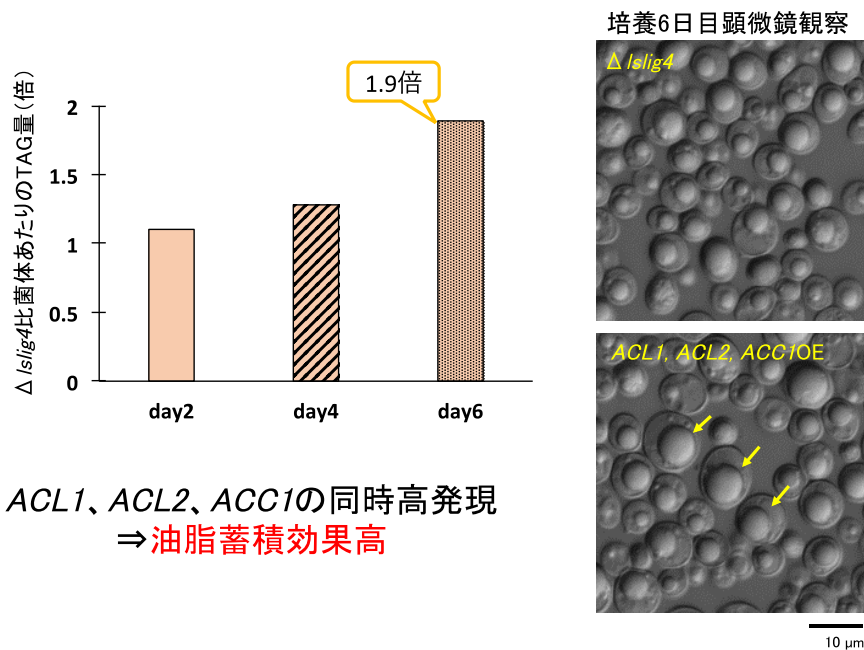 培養6日目顕微鏡観察
Δlslig4
1.9倍
Δlslig4比菌体あたりのTAG量（倍）
2
1.5
1
0.5
0
day2
day4
day6
ACL1, ACL2, ACC1OE
ACL1、ACL2、ACC1の同時高発現
⇒油脂蓄積効果高
10 μm